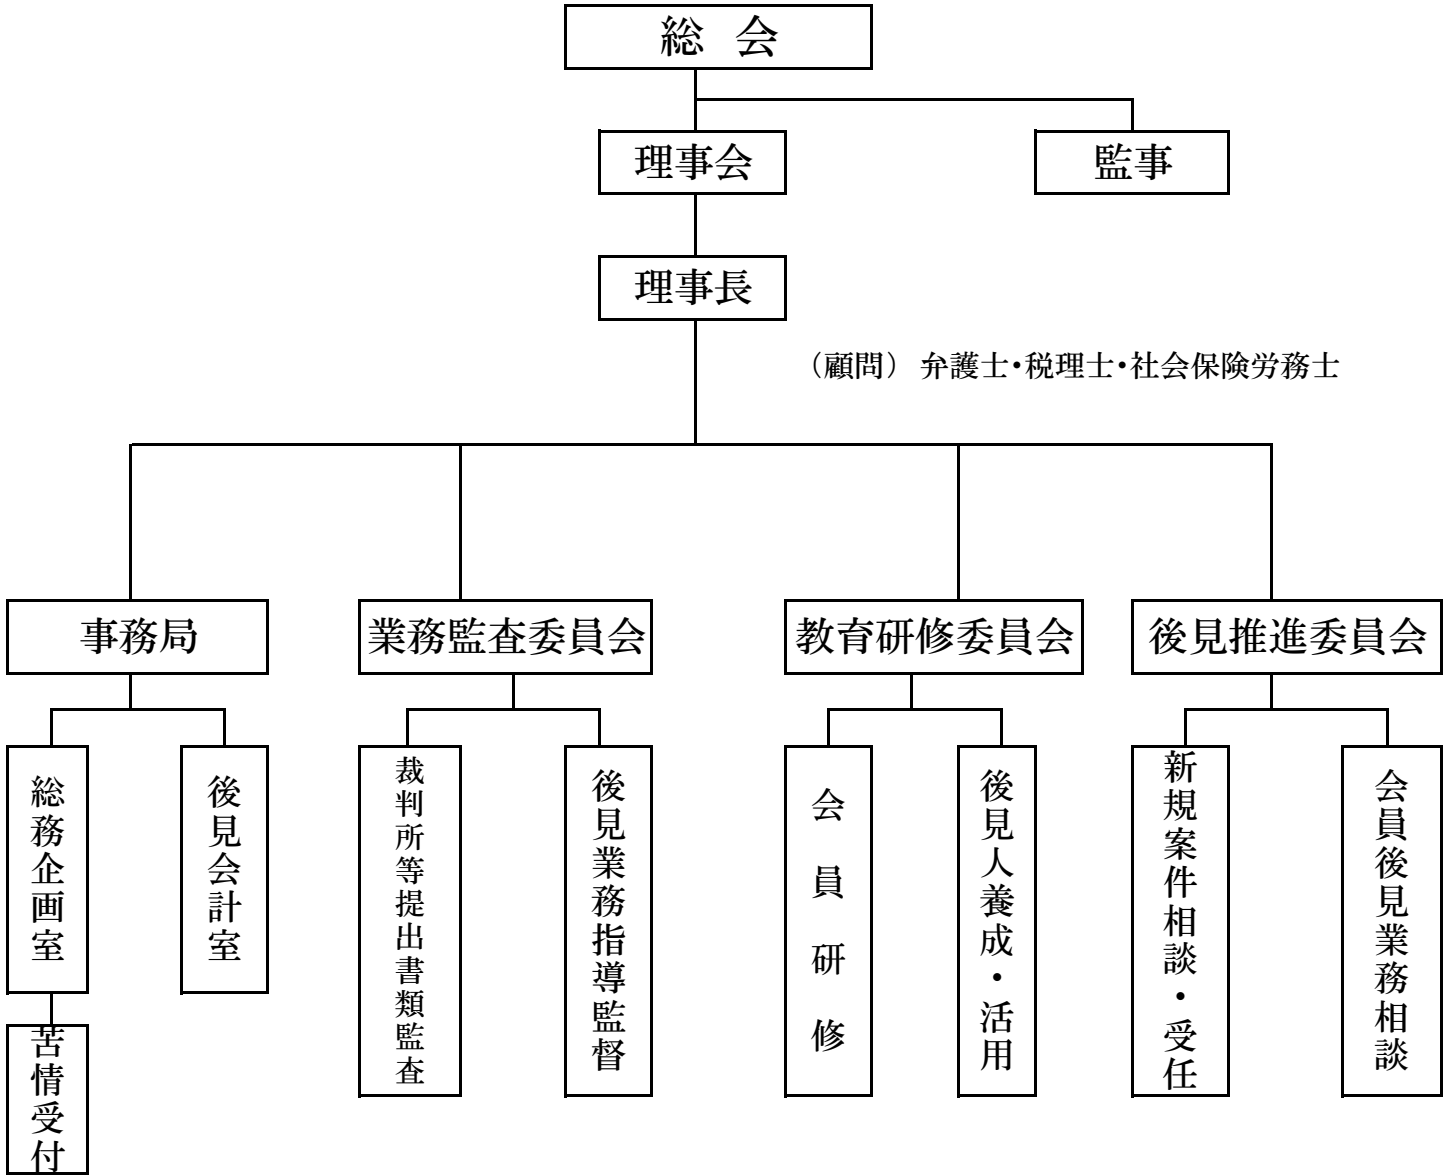 総 会
理事会
監事
理事長
（顧問） 弁護士・税理士・社会保険労務士
事務局
業務監査委員会
教育研修委員会
後見推進委員会
総務企画室
後見会計室
裁判所等提出書類監査
後見業務指導監督
会員研修
後見人養成・活用
新規案件相談・受任
会員後見業務相談
苦情受付